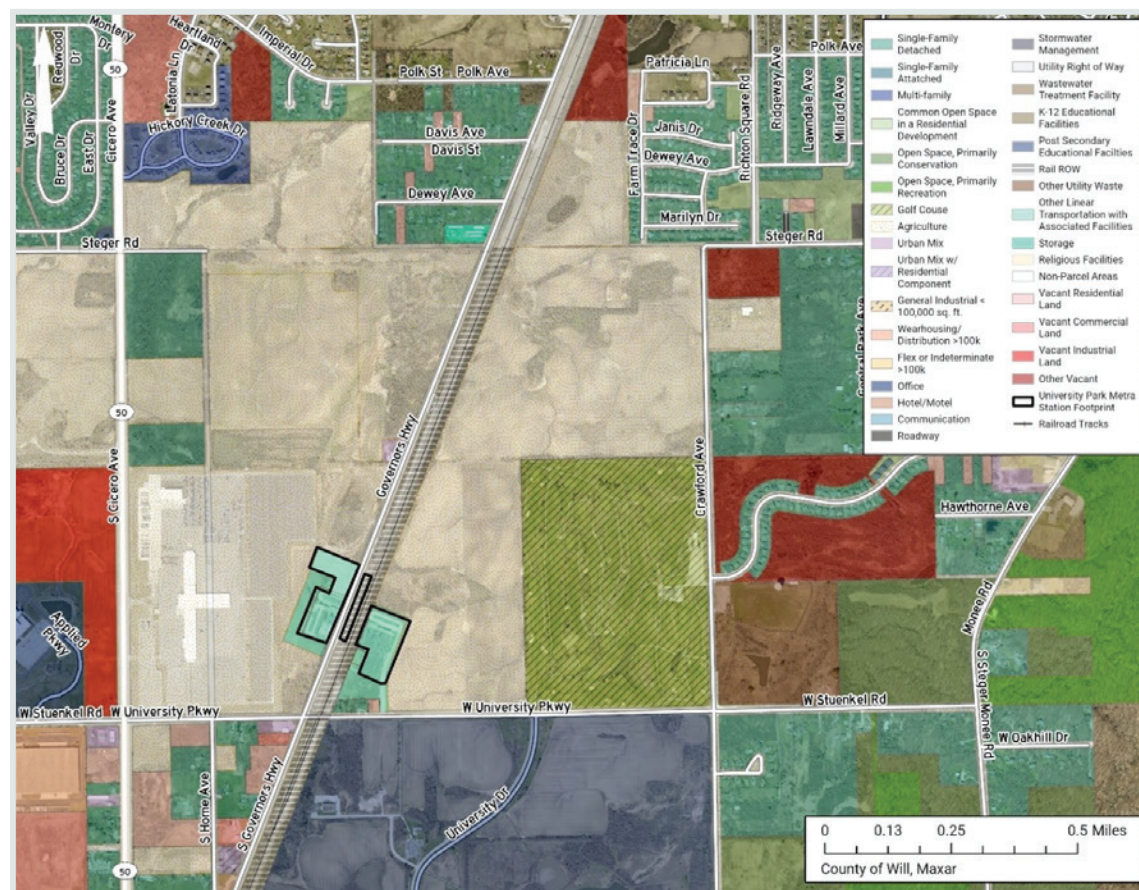 Montery Dr
Redwood Dr
Valley Dr
Bruce Dr
East Dr
50
Cicero Ave
Heartland Dr
Eatonia Ln
Imperial Dr
Hickory Creek Dr
Polk St
Polk Ave
Davis Ave
Davis St
Dewey Ave
Patricia Ln
Farm Trace Dr
Janis Dr
Dewey Ave
Marilyn Dr
Richton Square Rd
Ridgeway Ave
Lawndale Ave
Millard Ave
Polk Ave
Steger Rd
Steger Rd
50
S Cicero Ave
Governors Hwy
Crawford Ave
Central Park Ave
Hawthorne Ave
Monee Rd
S Steger Monee Rd
Applied Pkwy
W Stuenkel Rd
W University Pkwy
W University Pkwy
W Stuenkel Rd
W Oakhill Dr
S Home Ave
S Governors Hwy
University Dr
50
Single-Family
Detached
Single-Family
Attatched
Multi-family
Common Open Space
in a Residential
Development
Open Space, Primarily
Conservation
Open Space, Primarily
Recreation
Golf Couse
Agriculture
Urban Mix
Urban Mix w/
Residential
Component
General Industrial <
100,000 sq. ft.
Wearhousing/
Distribution >100k
Flex or Indeterminate
>100k
Office
Hotel/Motel
Communication
Roadway
Stormwater
Management
Utility Right of Way
Wastewater
Treatment Facility
K-12 Educational
Facilities
Post Secondary
Educational Facilties
Rail ROW
Other Utility Waste
Other Linear
Transportation with
Associated Facilities
Storage
Religious Facilities
Non-Parcel Areas
Vacant Residential
Land
Vacant Commercial
Land
Vacant Industrial
Land
Other Vacant
University Park Metra
Station Footprint
Railroad Tracks
0 0.13 0.25 0.5 Miles
County of Will, Maxar